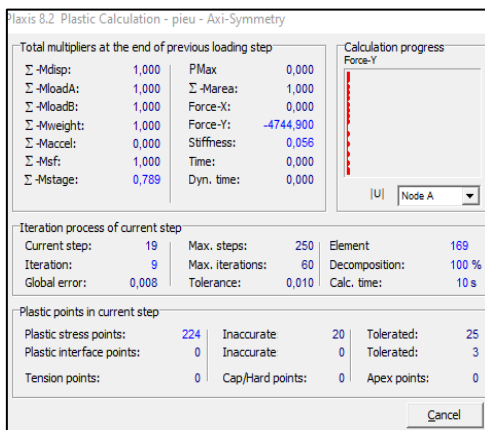 Plaxis 8.2 Plastic Calculation - pieu - Axi-Symmetry
Total multipliers at the end of previous loading step
Σ -Mdisp: 1,000 PMax 0,000
Σ -MloadA: 1,000 Σ -Marea: 1,000
Σ -MloadB: 1,000 Force-X: 0,000
Σ -Mweight: 1,000 Force-Y: -4744,900
Σ -Maccel: 0,000 Stiffness: 0,056
Σ -Msf: 1,000 Time: 0,000
Σ -Mstage: 0,789 Dyn. time: 0,000
Calculation progress
Force-Y
|U| Node A
Iteration process of current step
Current step: 19 Max. steps: 250 Element 169
Iteration: 9 Max. iterations: 60 Decomposition: 100 %
Global error: 0,008 Tolerance: 0,010 Calc. time: 10 s
Plastic points in current step
Plastic stress points: 224 Inaccurate 20 Tolerated: 25
Plastic interface points: 0 Inaccurate 0 Tolerated: 3
Tension points: 0 Cap/Hard points: 0 Apex points: 0
Cancel